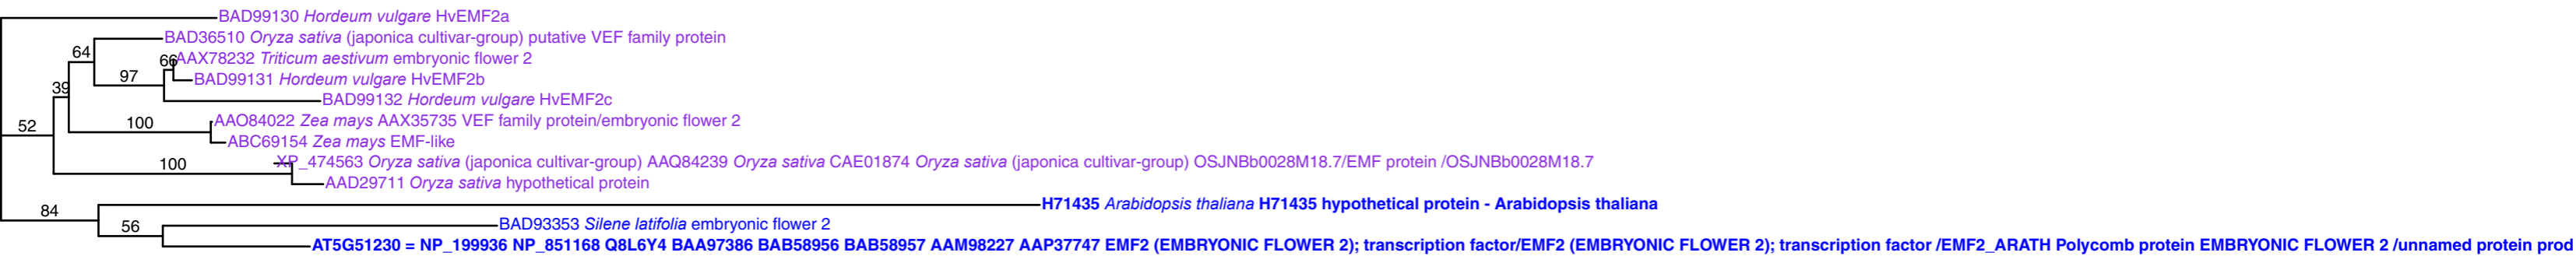 BAD99130 Hordeum vulgare HvEMF2a
BAD36510 Oryza sativa (japonica cultivar-group) putative VEF family protein
64
66
AAX78232 Triticum aestivum embryonic flower 2
97
BAD99131 Hordeum vulgare HvEMF2b
39
BAD99132 Hordeum vulgare HvEMF2c
52
100
AAO84022 Zea mays AAX35735 VEF family protein/embryonic flower 2
ABC69154 Zea mays EMF-like
100
XP_474563 Oryza sativa (japonica cultivar-group) AAQ84239 Oryza sativa CAE01874 Oryza sativa (japonica cultivar-group) OSJNBb0028M18.7/EMF protein /OSJNBb0028M18.7
AAD29711 Oryza sativa hypothetical protein
H71435 Arabidopsis thaliana H71435 hypothetical protein - Arabidopsis thaliana
84
BAD93353 Silene latifolia embryonic flower 2
56
AT5G51230 = NP_199936 NP_851168 Q8L6Y4 BAA97386 BAB58956 BAB58957 AAM98227 AAP37747 EMF2 (EMBRYONIC FLOWER 2); transcription factor/EMF2 (EMBRYONIC FLOWER 2); transcription factor /EMF2_ARATH Polycomb protein EMBRYONIC FLOWER 2 /unnamed protein prod